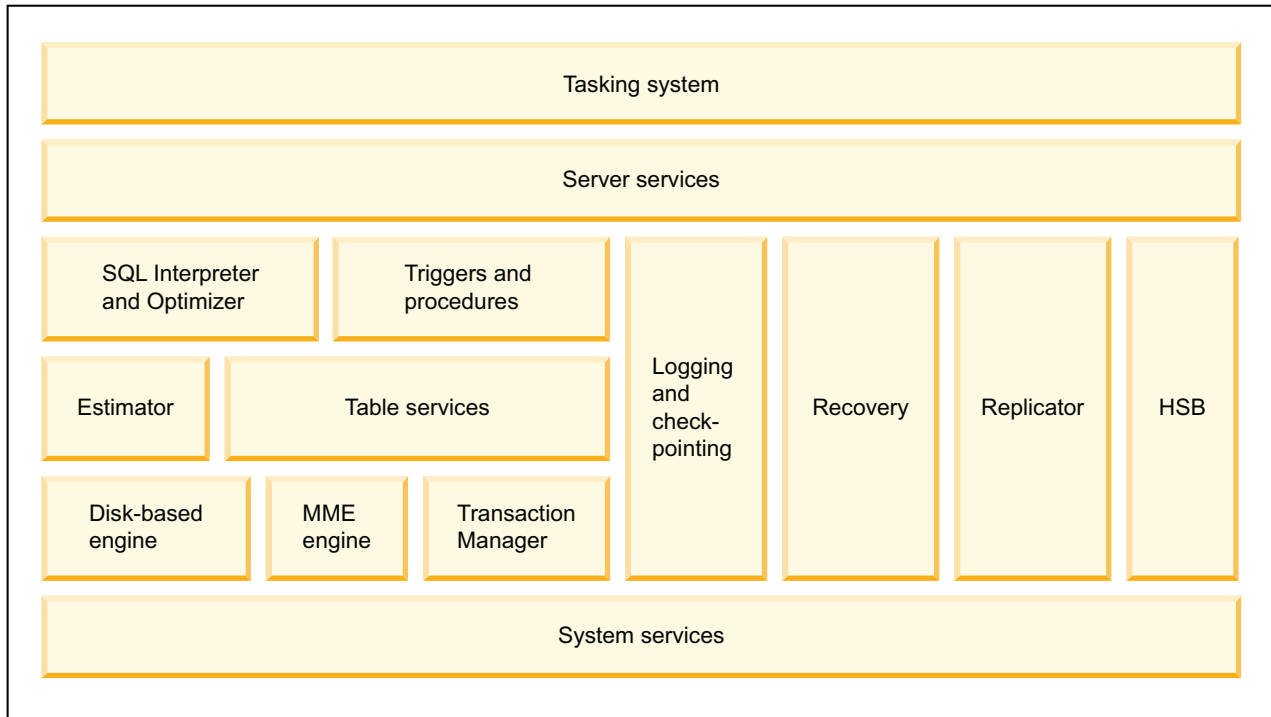 Tasking system
Server services
SQL Interpreter
and Optimizer
Triggers and
procedures
Logging
and
check-
pointing
Recovery
Replicator
HSB
Estimator
Table services
Disk-based
engine
MME
engine
Transaction
Manager
System services